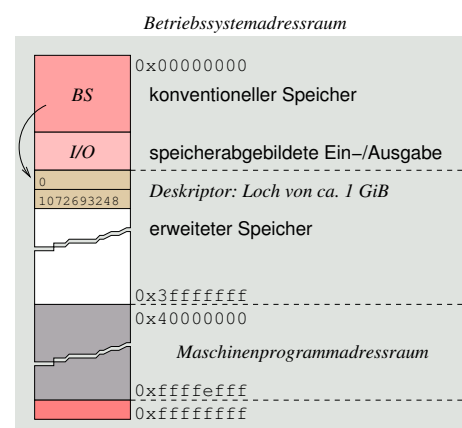 Betriebssystemadressraum
0x00000000
BS
konventioneller Speicher
I/O
speicherabgebildete Ein−/Ausgabe
0
Deskriptor: Loch von ca. 1 GiB
1072693248
erweiteter Speicher
0x3fffffff
0x40000000
Maschinenprogrammadressraum
0xffffefff
0xffffffff